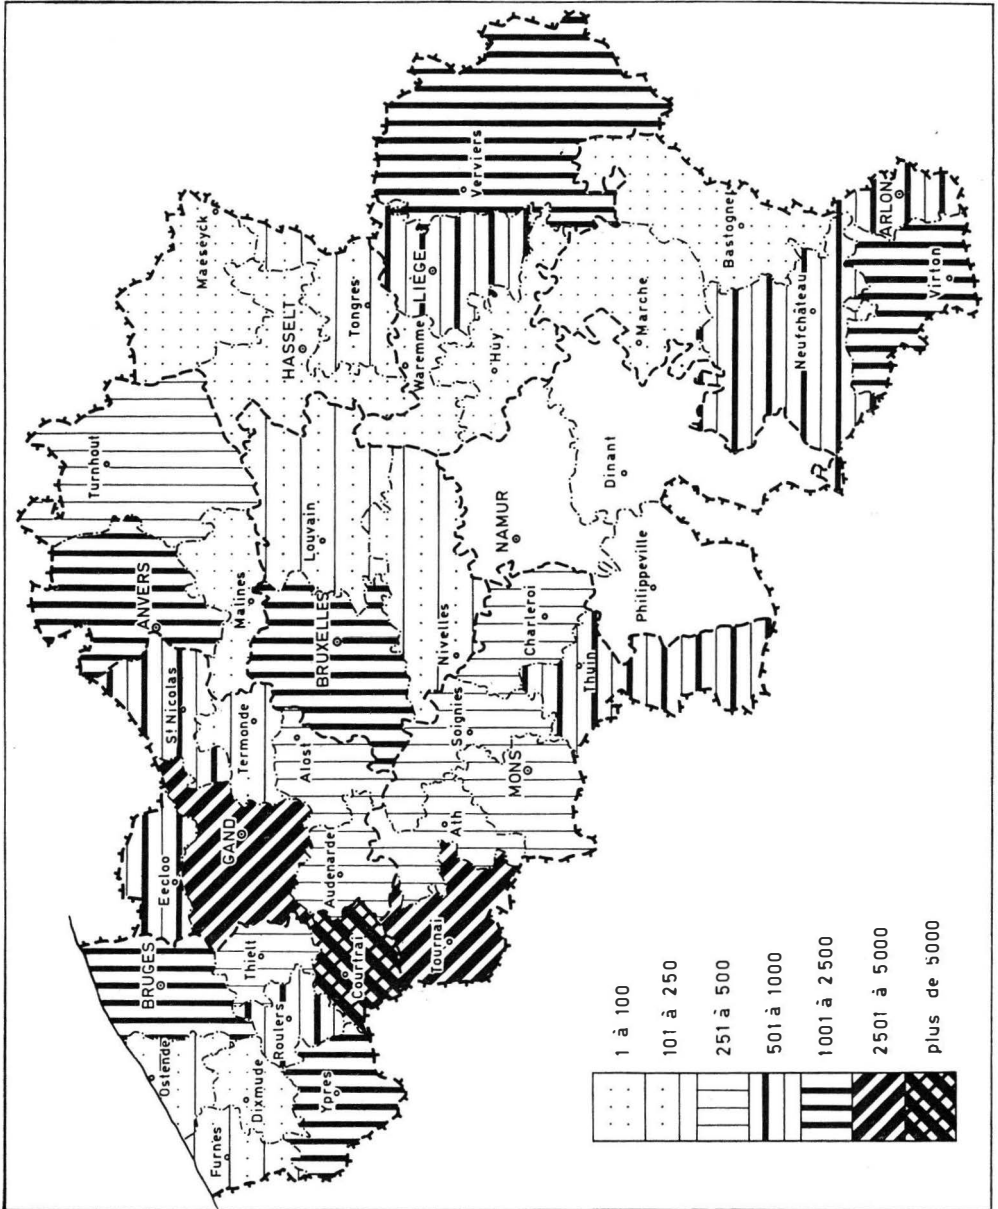 Ostende
Furnes
Dixmude
BRUGES
Thielt
Roulers
Ypres
Courtrai
Eecloo
GAND
Audenarde
Tournai
St Nicolas
Termonde
Alost
Ath
Soignies
MONS
ANVERS
Malines
BRUXELLES
Nivelles
Charleroi
Thuin
Turnhout
Louvain
NAMUR
Philippeville
Dinant
Maeseyck
HASSELT
Tongres
Waremme
LIÈGE
Huy
Verviers
Marche
Bastogne
Neufchâteau
ARLON
Virton
1 à 100
101 à 250
251 à 500
501 à 1000
1001 à 2500
2501 à 5000
plus de 5000